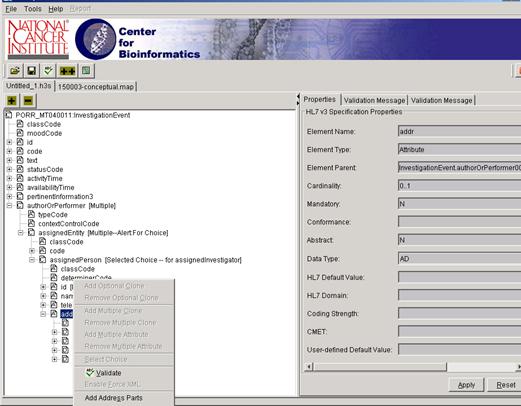 File Tools Help Report
NATIONAL
CANCER
INSTITUTE
Center
for
Bioinformatics
Untitled_1.h3s 150003-conceptual.map
PORR_MT040011:InvestigationEvent
classCode
moodCode
id
code
text
statusCode
activityTime
availabilityTime
pertinentInformation3
authorOrPerformer [Multiple]
typeCode
contextControlCode
assignedEntity [Multiple--Alert For Choice]
classCode
code
assignedPerson [Selected Choice -- for assignedInvestigator]
classCode
determinerCode
id
nam
tele
add
Add Optional Clone
Remove Optional Clone
Add Multiple Clone
Remove Multiple Clone
Add Multiple Attribute
Remove Multiple Attribute
Select Choice
Validate
Enable Force XML
Add Address Parts
Properties Validation Message Validation Message
HL7 v3 Specification Properties
Element Name: addr
Element Type: Attribute
Element Parent: InvestigationEvent.authorOrPerformer00
Cardinality: 0..1
Mandatory: N
Conformance:
Abstract: N
Data Type: AD
HL7 Default Value:
HL7 Domain:
Coding Strength:
CMET:
User-defined Default Value:
Apply Reset